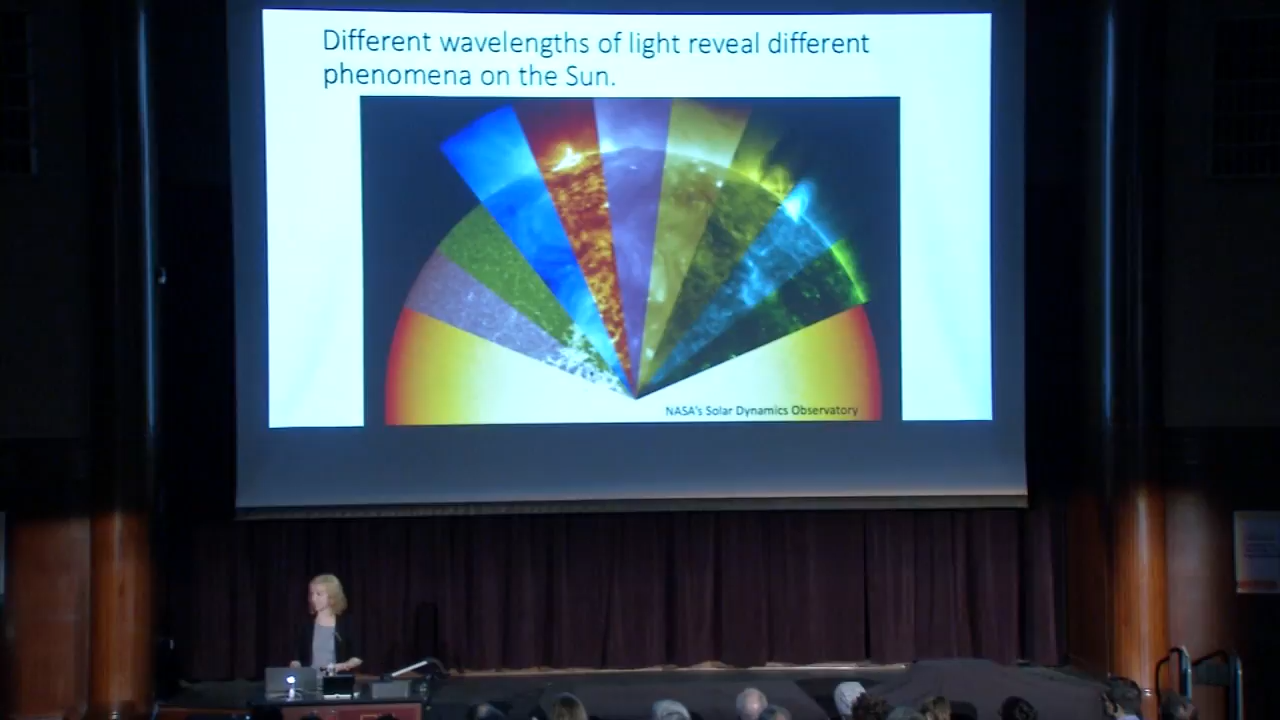 Different wavelengths of light reveal different
phenomena on the Sun.
NASA's Solar Dynamics Observatory